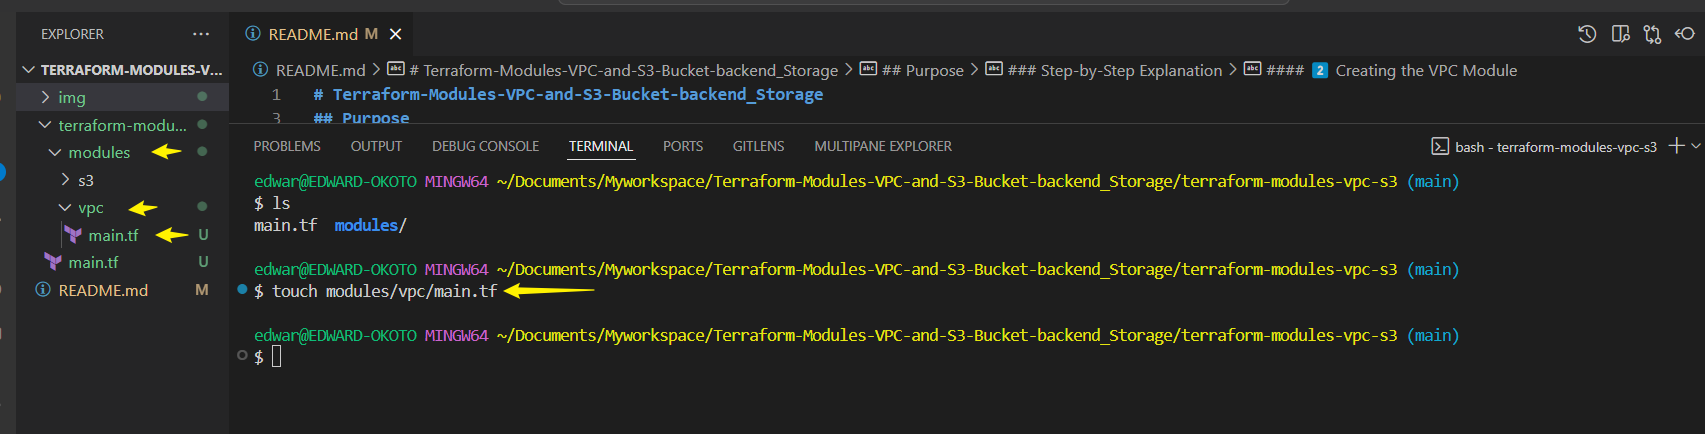 EXPLORER ...
TERRAFORM-MODULES-V...
img
terraform-modu...
modules
s3
vpc
main.tf U
main.tf U
README.md M
README.md M
README.md > # Terraform-Modules-VPC-and-S3-Bucket-backend_Storage > ## Purpose > ### Step-by-Step Explanation > #### 2 Creating the VPC Module
1 # Terraform-Modules-VPC-and-S3-Bucket-backend_Storage
3 ## Purpose
PROBLEMS OUTPUT DEBUG CONSOLE TERMINAL PORTS GITLENS MULTIPANE EXPLORER
bash - terraform-modules-vpc-s3
edwar@EDWARD-OKOTO MINGW64 ~/Documents/Myworkspace/Terraform-Modules-VPC-and-S3-Bucket-backend_Storage/terraform-modules-vpc-s3 (main)
$ ls
main.tf modules/
edwar@EDWARD-OKOTO MINGW64 ~/Documents/Myworkspace/Terraform-Modules-VPC-and-S3-Bucket-backend_Storage/terraform-modules-vpc-s3 (main)
$ touch modules/vpc/main.tf
edwar@EDWARD-OKOTO MINGW64 ~/Documents/Myworkspace/Terraform-Modules-VPC-and-S3-Bucket-backend_Storage/terraform-modules-vpc-s3 (main)
$